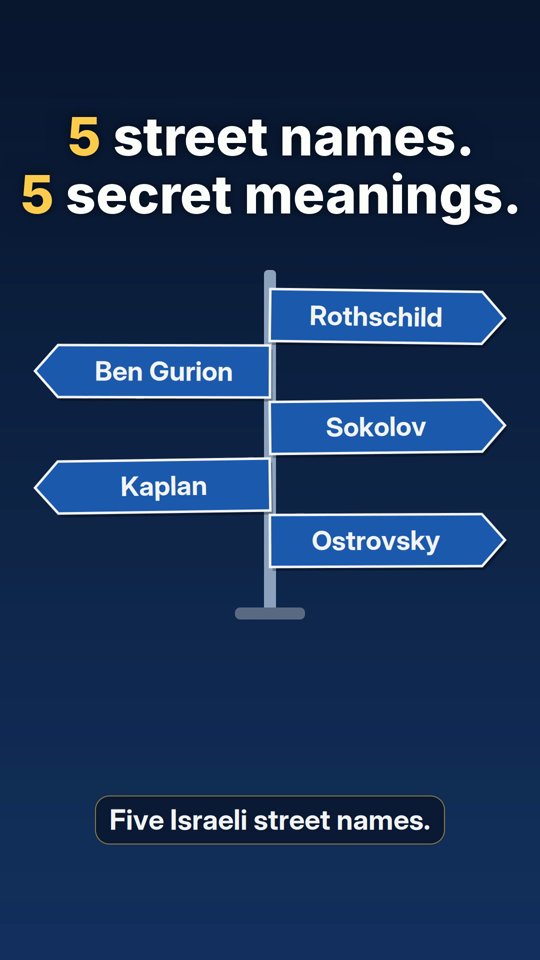 5 street names.
5 secret meanings.
Rothschild
Ben Gurion
Sokolov
Kaplan
Ostrovsky
Five Israeli street names.